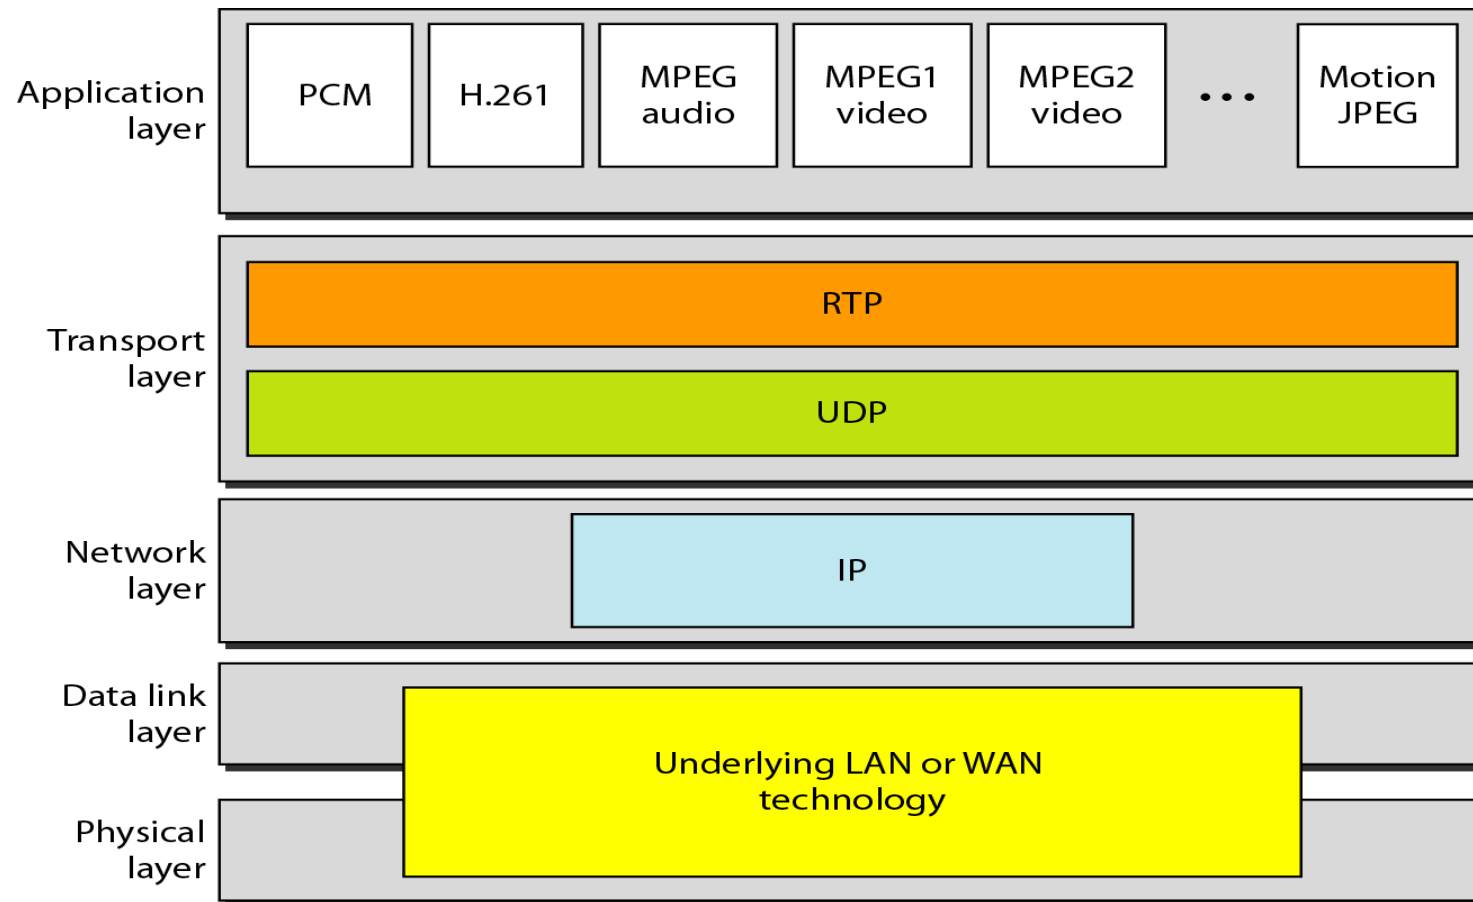 Application
layer
PCM
H.261
MPEG
audio
MPEG1
video
MPEG2
video
...
Motion
JPEG
Transport
layer
RTP
UDP
Network
layer
IP
Data link
layer
Underlying LAN or WAN
technology
Physical
layer